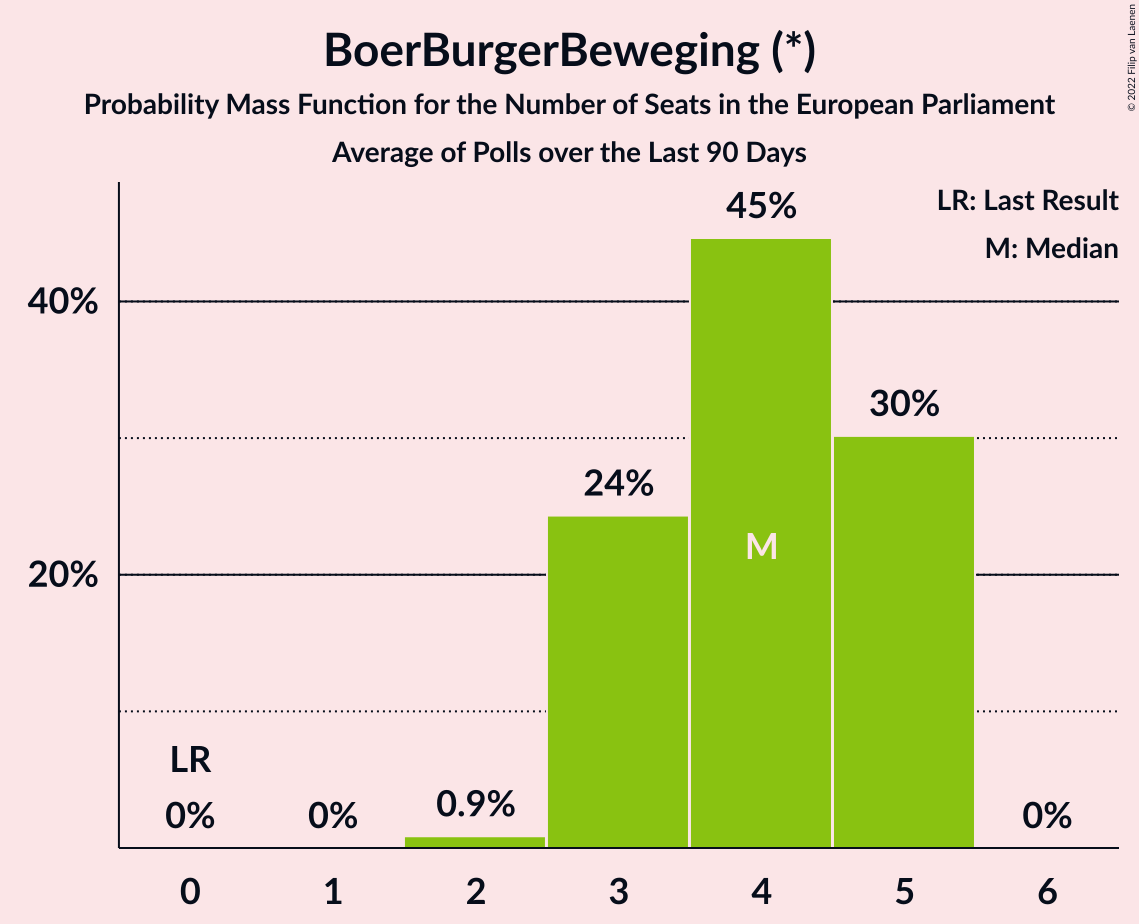 BoerBurgerBeweging (*)
Probability Mass Function for the Number of Seats in the European Parliament
Average of Polls over the Last 90 Days
© 2022 Filip van Laenen
LR: Last Result
M: Median
45%
40%
30%
24%
M
20%
LR
0%
0%
0.9%
0%
0
1
2
3
4
5
6